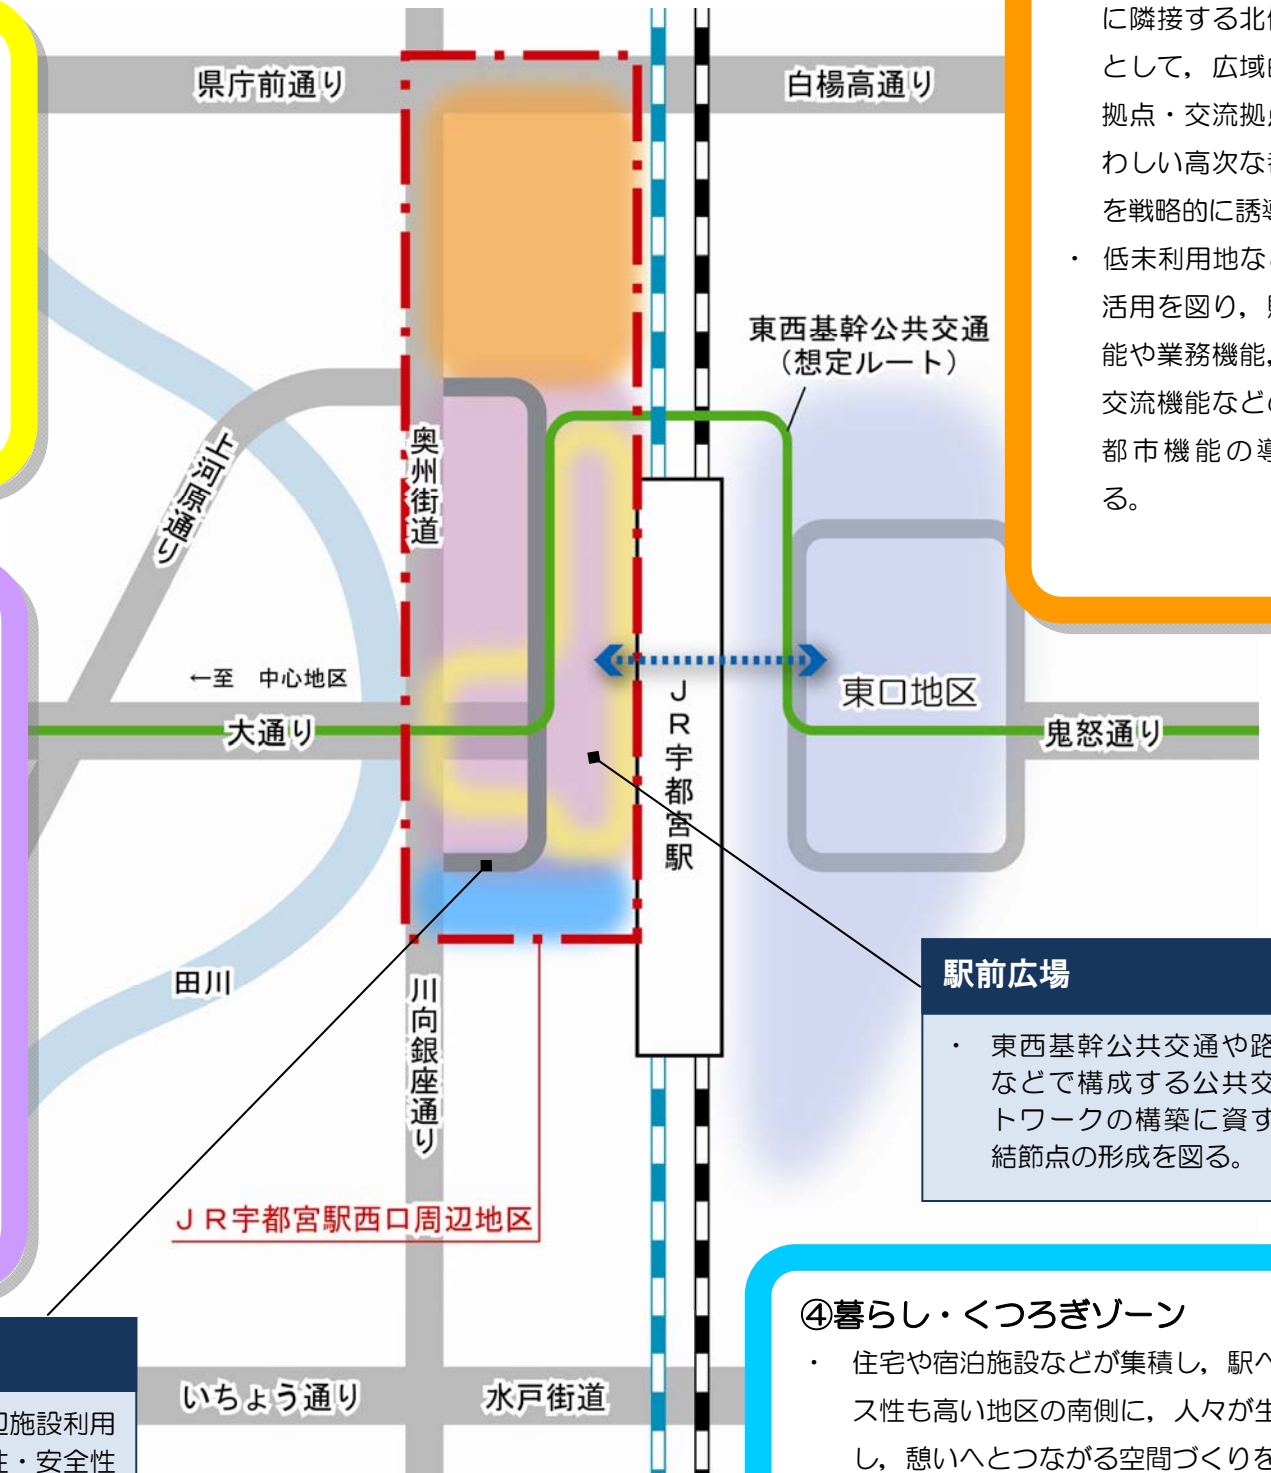 に隣接する北
として，広域
拠点・交流拠
わしい高次な
を戦略的に誘
・ 低未利用地な
活用を図り，
能や業務機能，
交流機能など
都市機能の
る。
県庁前通り
白楊高通り
東西基幹公共交通
（想定ルート）
上河原通り
奥州街道
←至　中心地区
大通り
ＪＲ宇都宮駅
東口地区
鬼怒通り
田川
川向銀座通り
駅前広場
・ 東西基幹公共交通や路
などで構成する公共交
トワークの構築に資す
結節点の形成を図る。
ＪＲ宇都宮駅西口周辺地区
④暮らし・くつろぎゾーン
・ 住宅や宿泊施設などが集積し，駅へ
ス性も高い地区の南側に，人々が生
し，憩いへとつながる空間づくりを
辺施設利用
性・安全性
いちょう通り
水戸街道